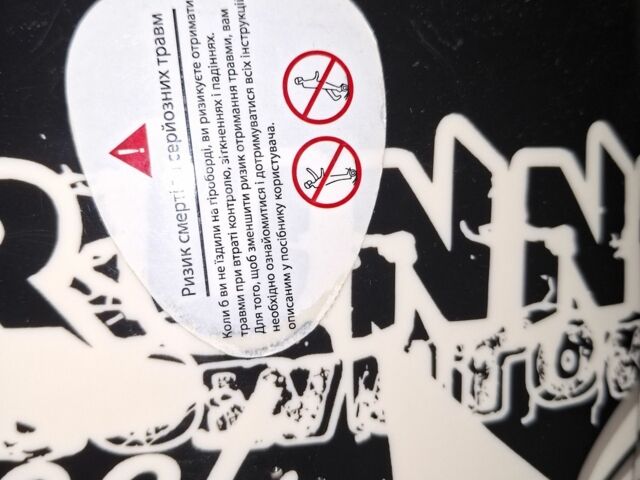 Ризик смерті серйозних травм
Коли б ви не їздили на гіроборді, ви ризикуєте отримати
травми при втраті контролю, зіткненнях і падіннях.
Для того, щоб зменшити ризик отримання травми, вам
необхідно ознайомитися і дотримуватися всіх інструкцій
описаним у посібнику користувача.